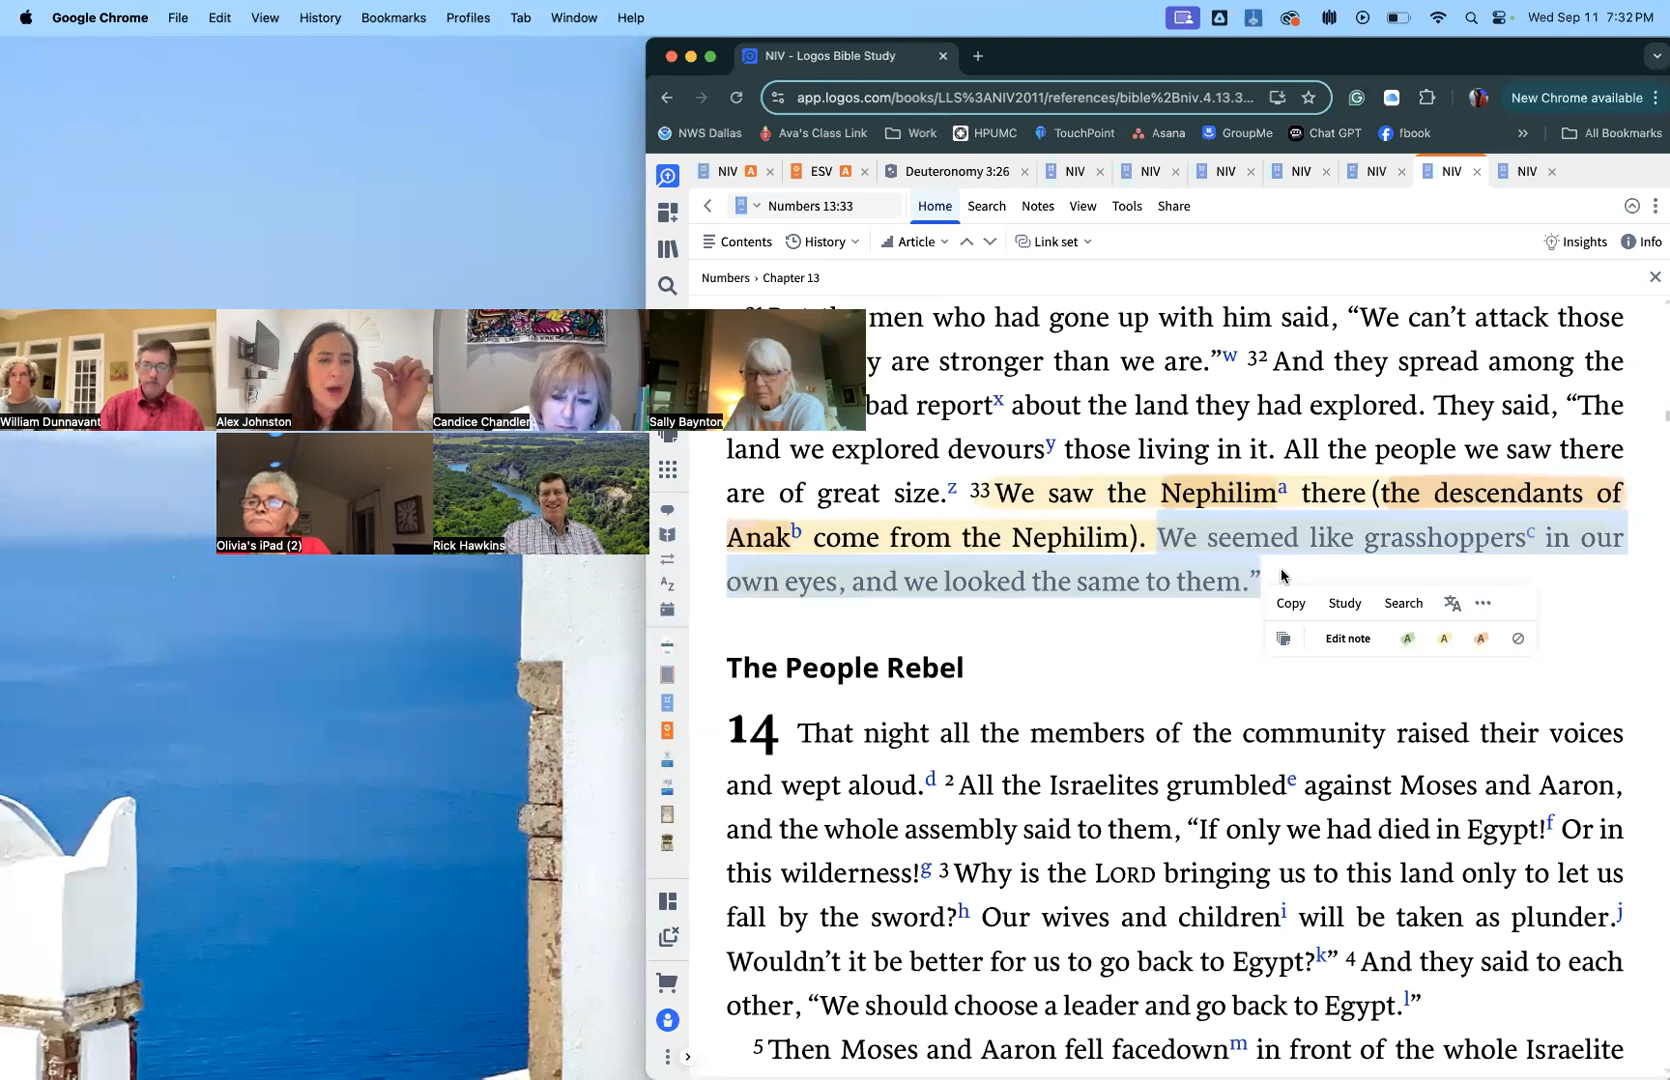 Google Chrome File Edit View History Bookmarks Profiles Tab Window Help
Wed Sep 11 7:32 PM
NIV - Logos Bible Study
app.logos.com/books/LLS%3ANIV2011/references/bible%2Bniv.4.13.3...
New Chrome available
NWS Dallas Ava's Class Link Work HPUMC TouchPoint Asana GroupMe Chat GPT fbook » All Bookmarks
NIV A ESV A Deuteronomy 3:26 NIV NIV NIV NIV NIV NIV NIV
Numbers 13:33 Home Search Notes View Tools Share
Contents History Article Link set Insights Info
Numbers › Chapter 13
men who had gone up with him said, “We can’t attack those
y are stronger than we are.”w 32 And they spread among the
bad reportx about the land they had explored. They said, “The
land we explored devoursy those living in it. All the people we saw there
are of great size.z 33 We saw the Nephilima there (the descendants of
Anakb come from the Nephilim). We seemed like grasshoppersc in our
own eyes, and we looked the same to them.”
Copy Study Search
Edit note A A A
The People Rebel
14 That night all the members of the community raised their voices
and wept aloud.d 2 All the Israelites grumblede against Moses and Aaron,
and the whole assembly said to them, “If only we had died in Egypt!f Or in
this wilderness!g 3 Why is the LORD bringing us to this land only to let us
fall by the sword?h Our wives and childreni will be taken as plunder.j
Wouldn’t it be better for us to go back to Egypt?k” 4 And they said to each
other, “We should choose a leader and go back to Egypt.l”
5 Then Moses and Aaron fell facedownm in front of the whole Israelite
William Dunnavant
Alex Johnston
Candice Chandler
Sally Baynton
Olivia's iPad (2)
Rick Hawkins